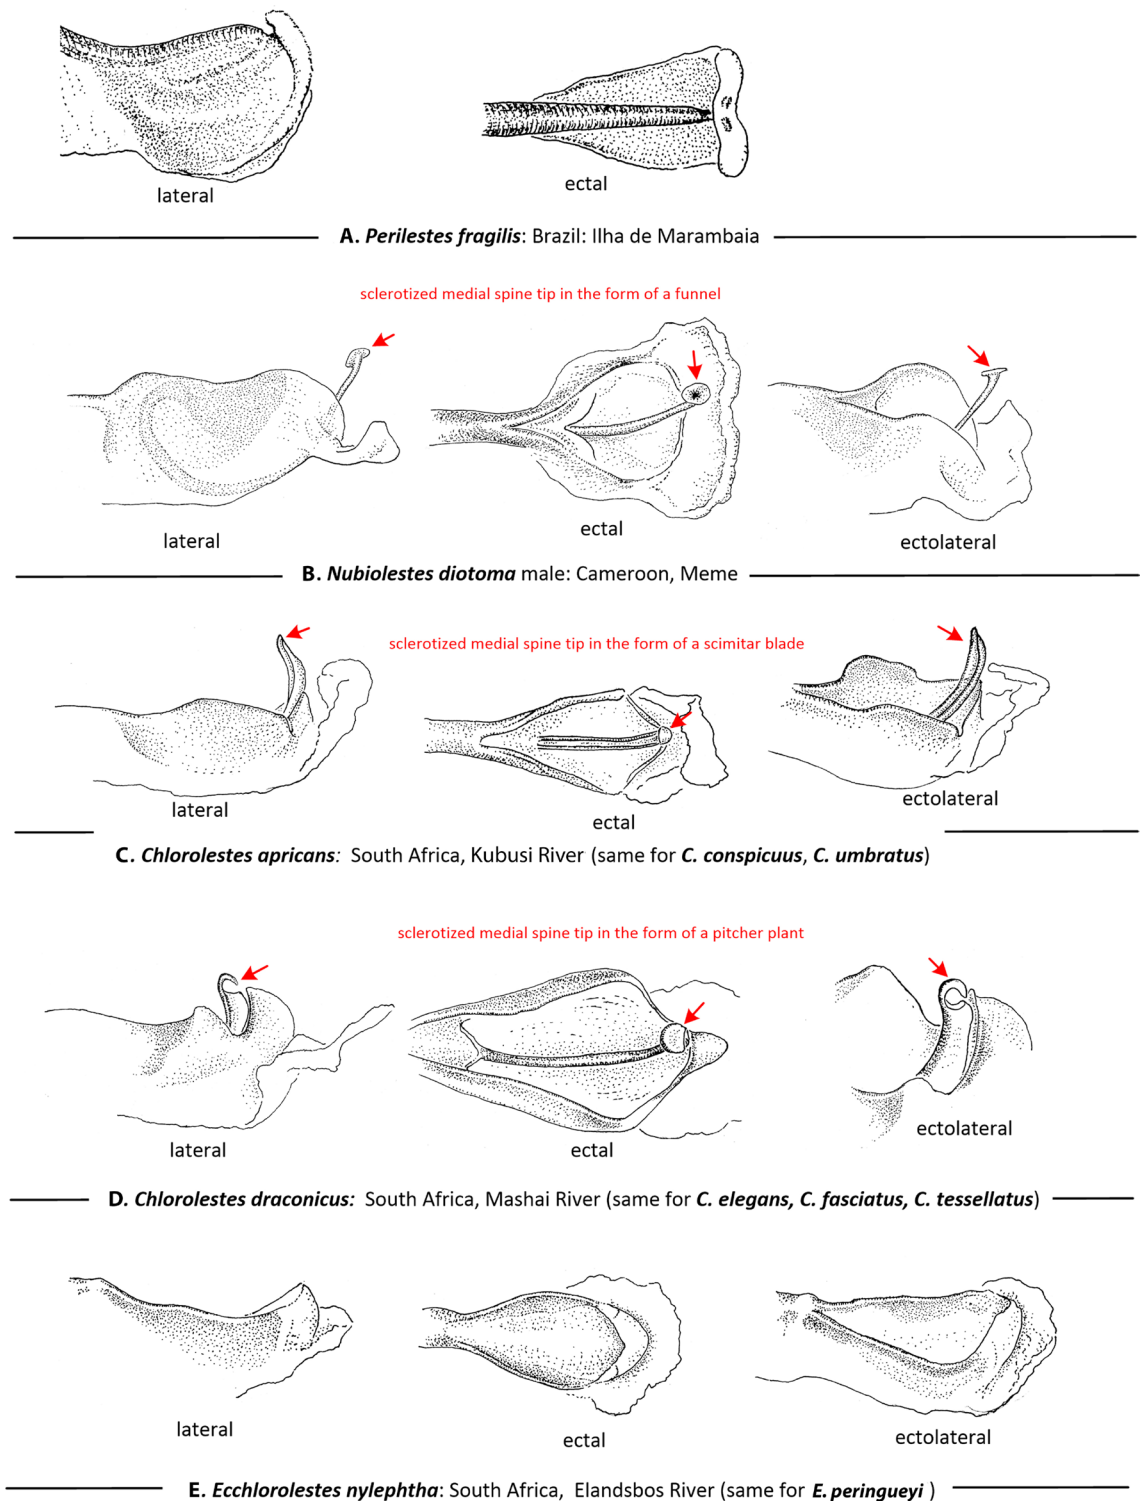 lateral
ectal
A. Perilestes fragilis: Brazil: Ilha de Marambaia
sclerotized medial spine tip in the form of a funnel
lateral
ectal
ectolateral
B. Nubiolestes diotoma male: Cameroon, Meme
sclerotized medial spine tip in the form of a scimitar blade
lateral
ectal
ectolateral
C. Chlorolestes apricans: South Africa, Kubusi River (same for C. conspicuus, C. umbratus)
sclerotized medial spine tip in the form of a pitcher plant
lateral
ectal
ectolateral
D. Chlorolestes draconicus: South Africa, Mashai River (same for C. elegans, C. fasciatus, C. tessellatus)
lateral
ectal
ectolateral
E. Ecchlorolestes nylephtha: South Africa, Elandsbos River (same for E. peringueyi )